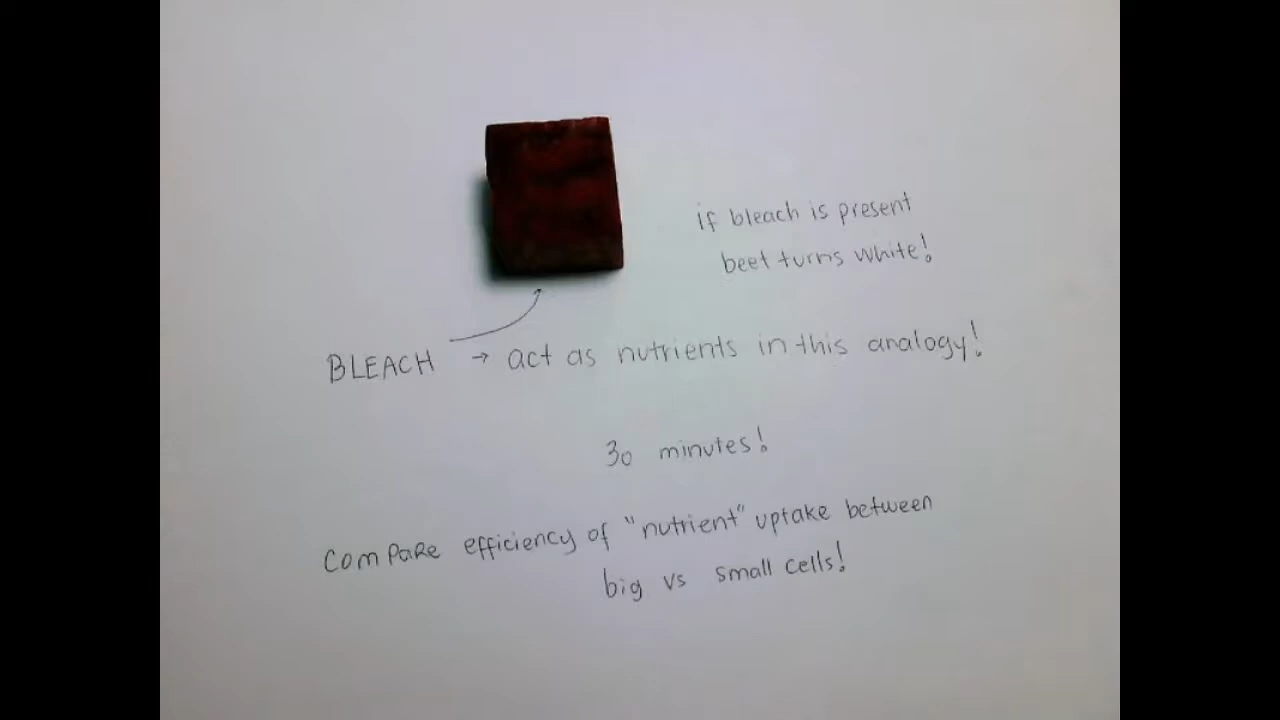 if bleach is present
beet turns white!
BLEACH → act as nutrients in this analogy!
30 minutes!
COMPARE efficiency of "nutrient" uptake between
big vs small cells!